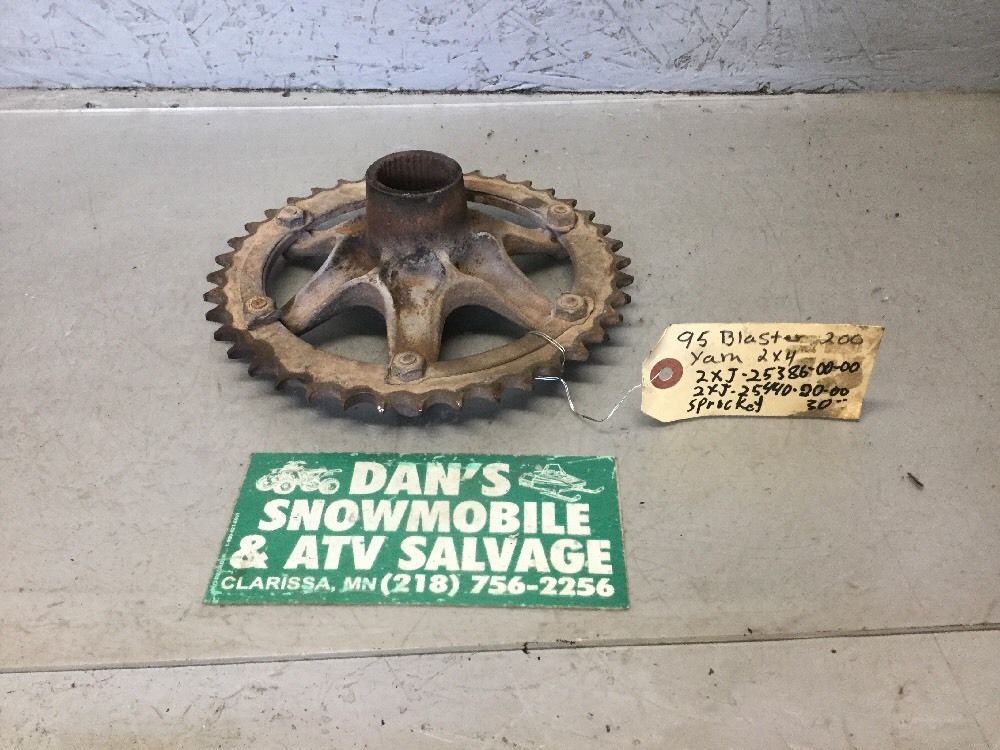 95 Blaster 200
Yam 2x4
2XJ-25386-00-00
2XJ-25440-20-00
Sprocket 30--
DAN'S
SNOWMOBILE
& ATV SALVAGE
CLARISSA, MN (218) 756-2256